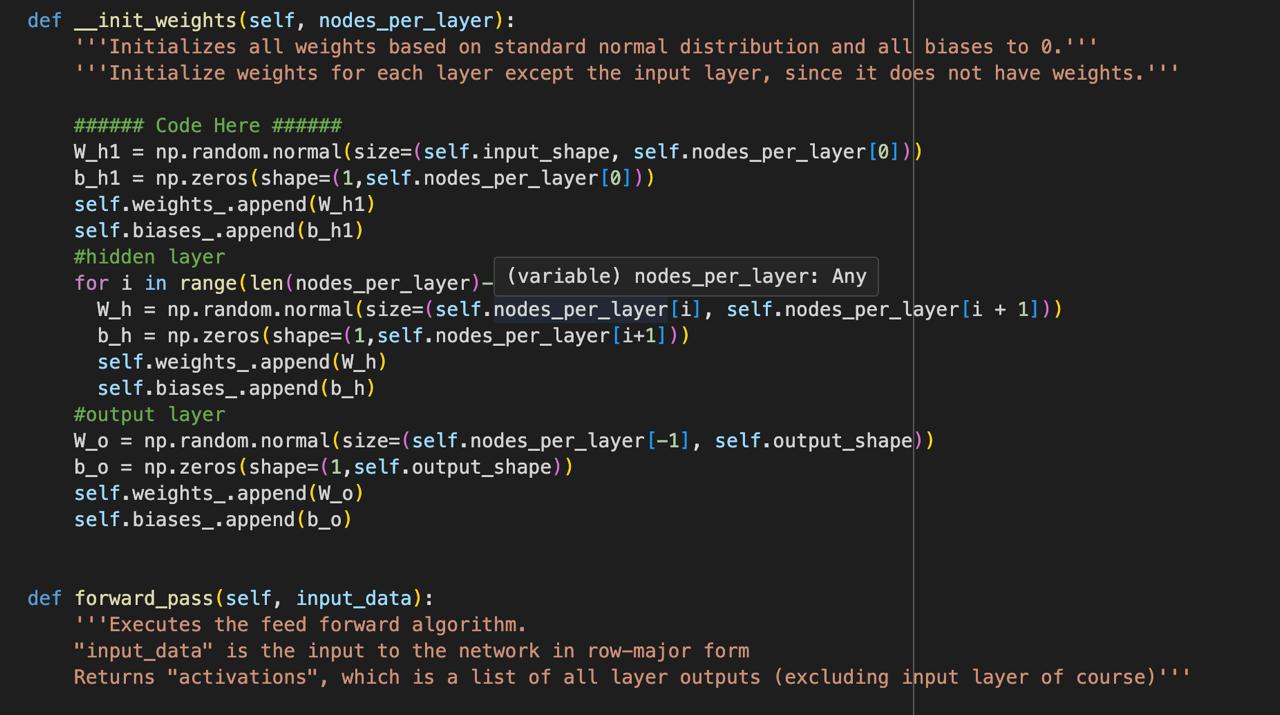 def __init_weights(self, nodes_per_layer):
    '''Initializes all weights based on standard normal distribution and all biases to 0.'''
    '''Initialize weights for each layer except the input layer, since it does not have weights.'''

    ###### Code Here ######
    W_h1 = np.random.normal(size=(self.input_shape, self.nodes_per_layer[0]))
    b_h1 = np.zeros(shape=(1,self.nodes_per_layer[0]))
    self.weights_.append(W_h1)
    self.biases_.append(b_h1)
    #hidden layer
    for i in range(len(nodes_per_layer)-
(variable) nodes_per_layer: Any
      W_h = np.random.normal(size=(self.nodes_per_layer[i], self.nodes_per_layer[i + 1]))
      b_h = np.zeros(shape=(1,self.nodes_per_layer[i+1]))
      self.weights_.append(W_h)
      self.biases_.append(b_h)
    #output layer
    W_o = np.random.normal(size=(self.nodes_per_layer[-1], self.output_shape))
    b_o = np.zeros(shape=(1,self.output_shape))
    self.weights_.append(W_o)
    self.biases_.append(b_o)

def forward_pass(self, input_data):
    '''Executes the feed forward algorithm.
    "input_data" is the input to the network in row-major form
    Returns "activations", which is a list of all layer outputs (excluding input layer of course)'''